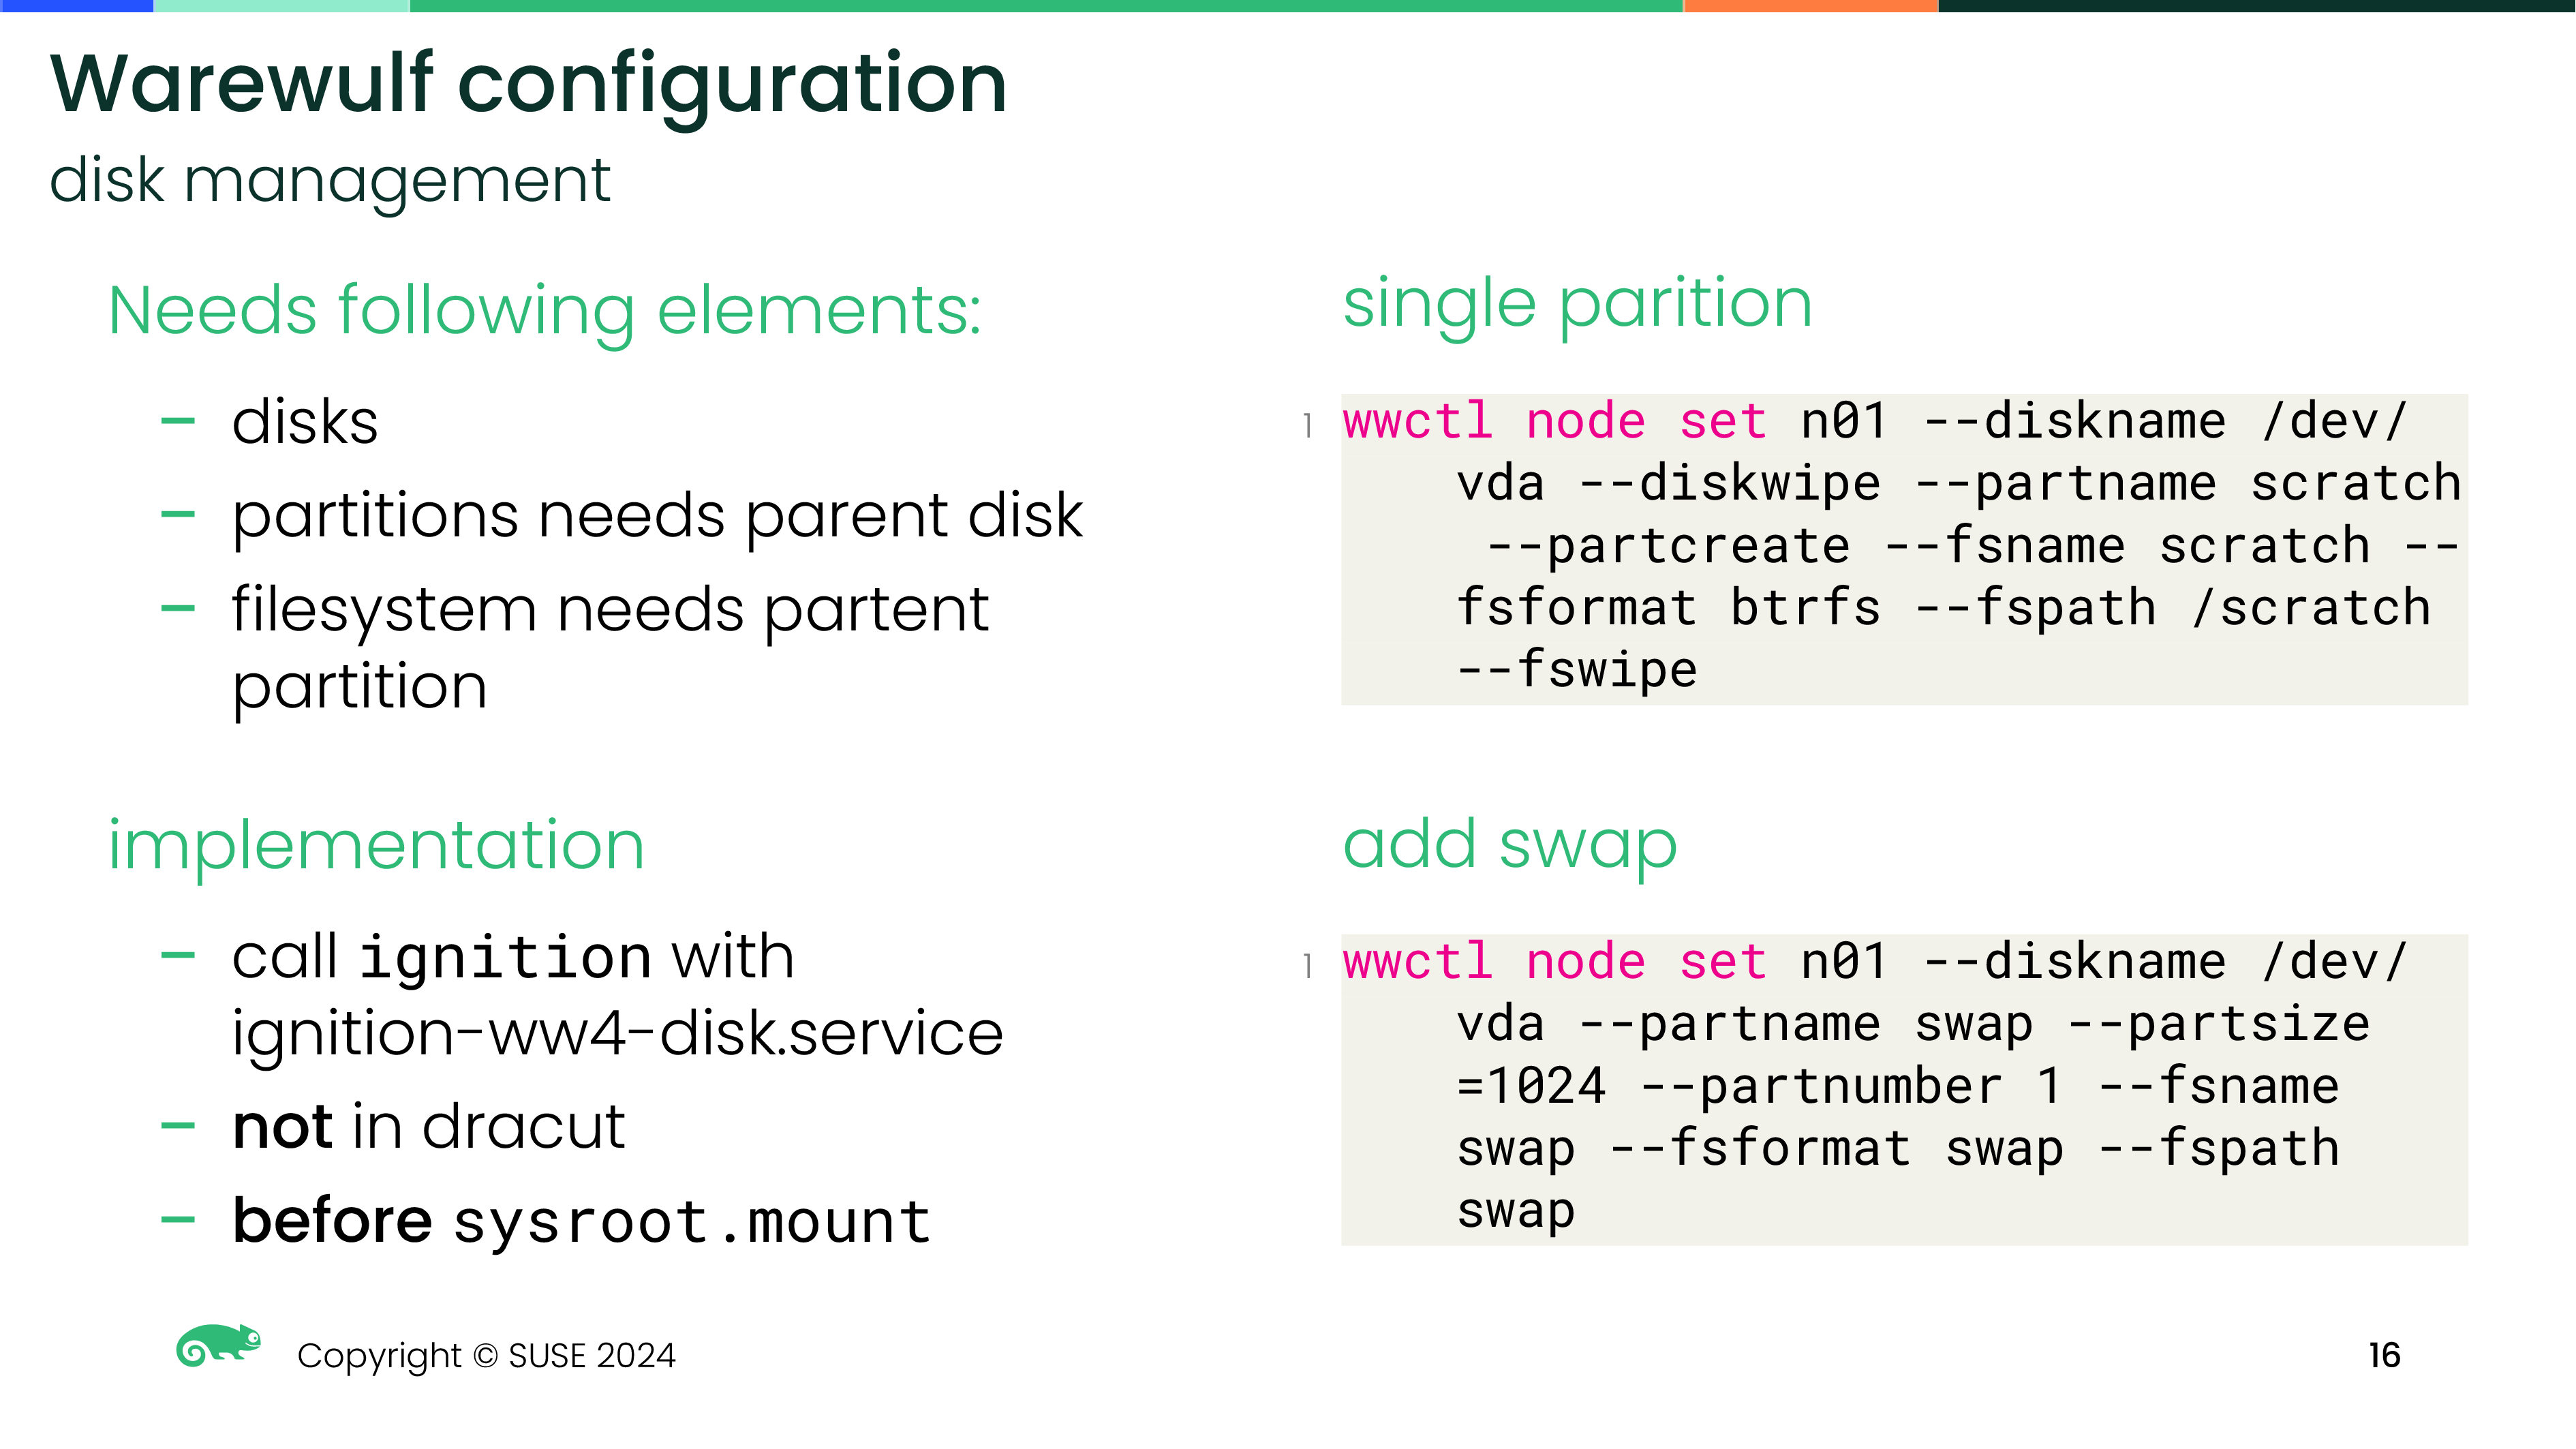 Warewulf configuration
disk management
Needs following elements:
– disks
– partitions needs parent disk
– filesystem needs partent
partition
implementation
– call ignition with
ignition-ww4-disk.service
– not in dracut
– before sysroot.mount
single parition
1 wwctl node set n01 --diskname /dev/
vda --diskwipe --partname scratch
--partcreate --fsname scratch --
fsformat btrfs --fspath /scratch
--fswipe
add swap
1 wwctl node set n01 --diskname /dev/
vda --partname swap --partsize
=1024 --partnumber 1 --fsname
swap --fsformat swap --fspath
swap
Copyright © SUSE 2024
16